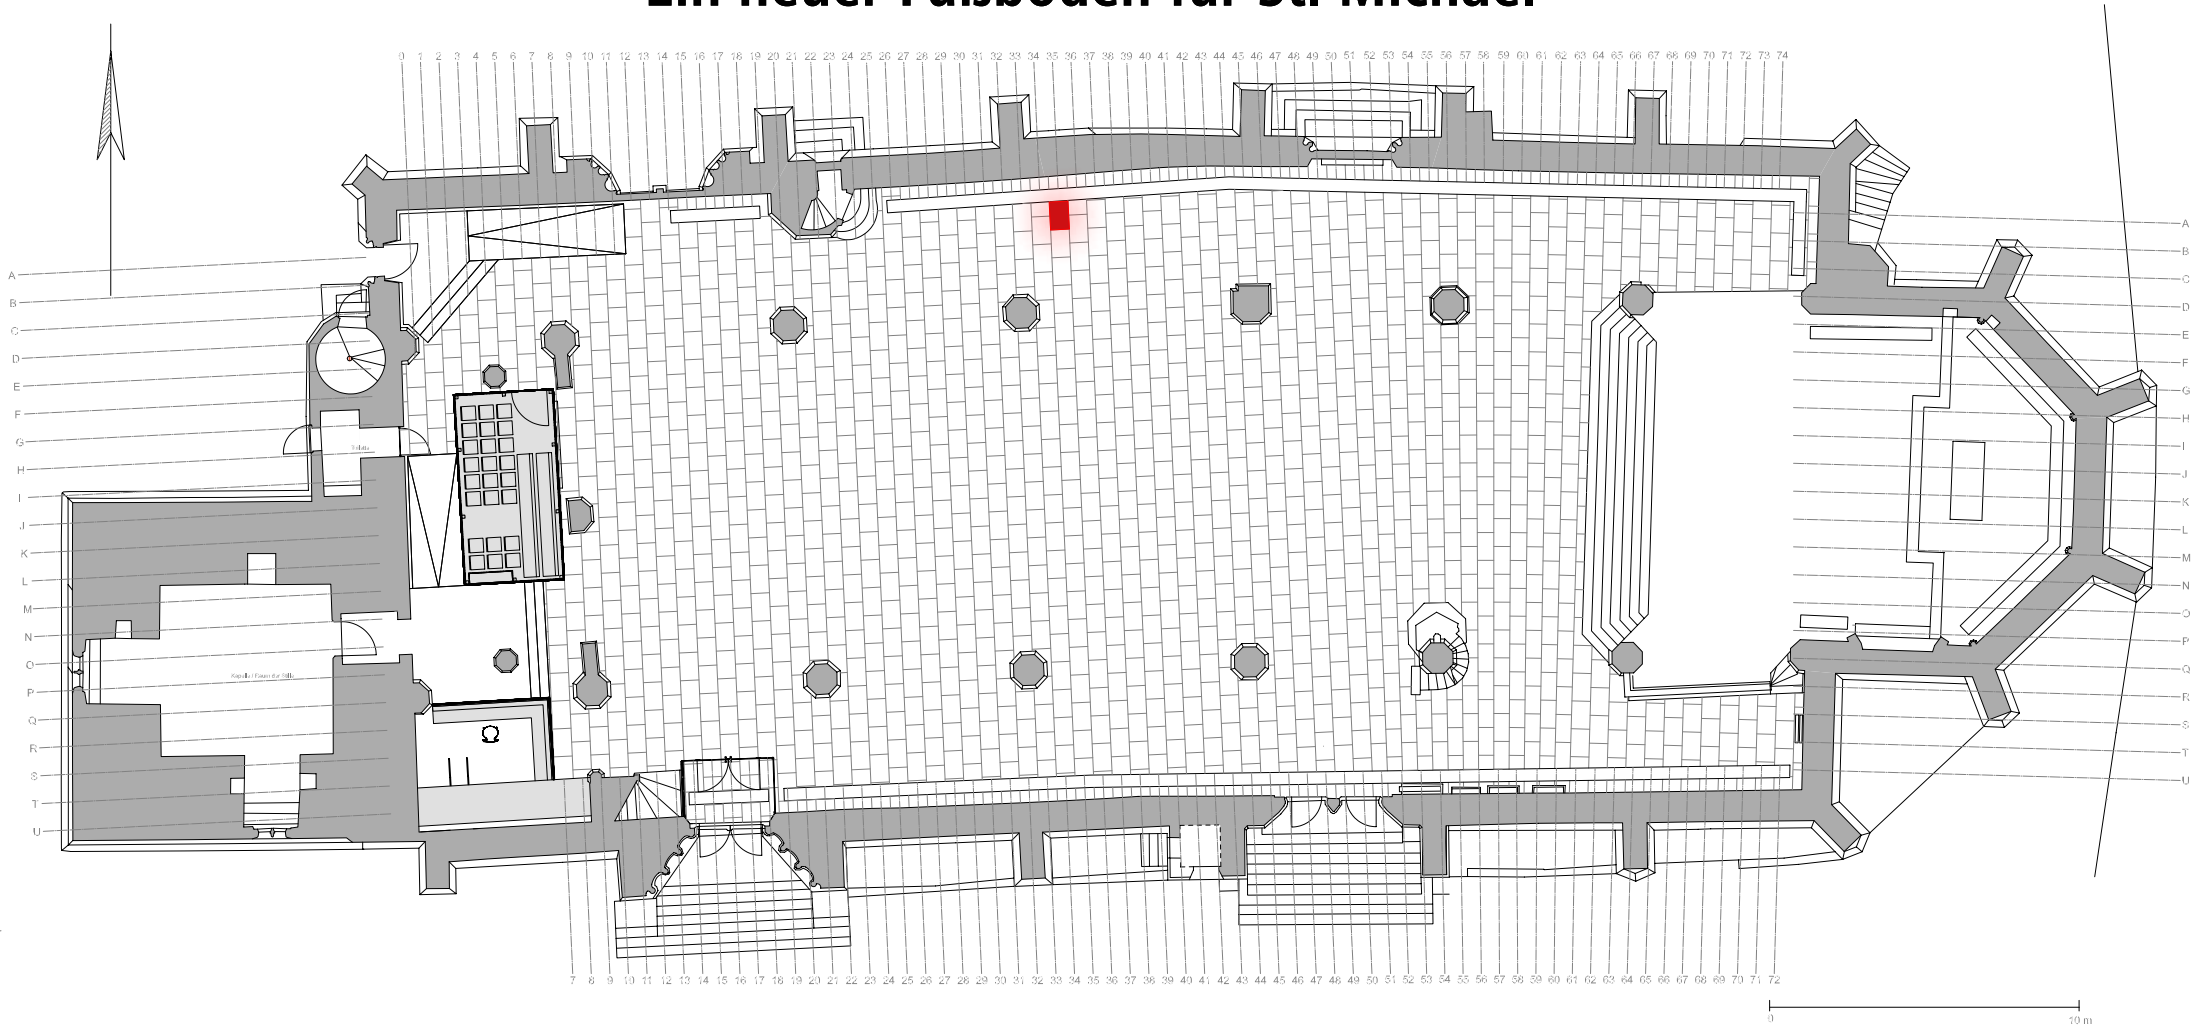 Ein neuer Fußboden für St. Michael
0 1 2 3 4 5 6 7 8 9 10 11 12 13 14 15 16 17 18 19 20 21 22 23 24 25 26 27 28 29 30 31 32 33 34 35 36 37 38 39 40 41 42 43 44 45 46 47 48 49 50 51 52 53 54 55 56 57 58 59 60 61 62 63 64 65 66 67 68 69 70 71 72 73 74
A
B
C
D
E
F
G
H
I
J
K
L
M
N
O
P
Q
R
S
T
U
Kapelle / Raum der Stille
A
B
C
D
E
F
G
H
I
J
K
L
M
N
O
P
Q
R
S
T
U
7 8 9 10 11 12 13 14 15 16 17 18 19 20 21 22 23 24 25 26 27 28 29 30 31 32 33 34 35 36 37 38 39 40 41 42 43 44 45 46 47 48 49 50 51 52 53 54 55 56 57 58 59 60 61 62 63 64 65 66 67 68 69 70 71 72
0 10 m